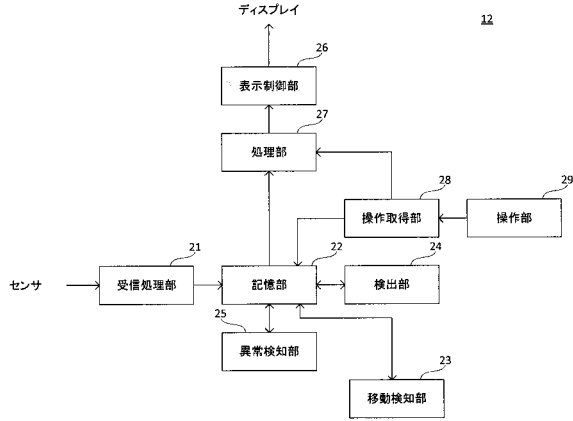 ディスプレイ
12
26
表示制御部
27
処理部
28
操作取得部
29
操作部
21
受信処理部
22
記憶部
24
検出部
センサ
25
異常検知部
23
移動検知部